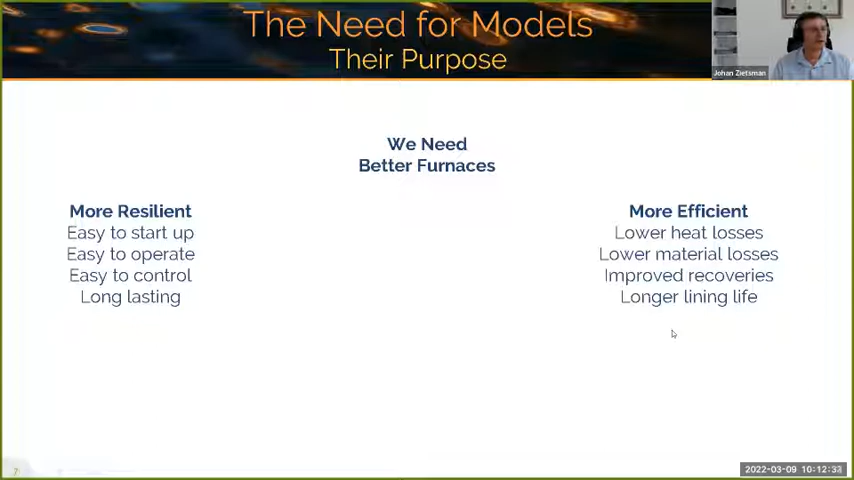 The Need for Models
Their Purpose
Johan Zietsman
We Need
Better Furnaces
More Resilient
Easy to start up
Easy to operate
Easy to control
Long lasting
More Efficient
Lower heat losses
Lower material losses
Improved recoveries
Longer lining life
7
2022-03-09 10:12:37